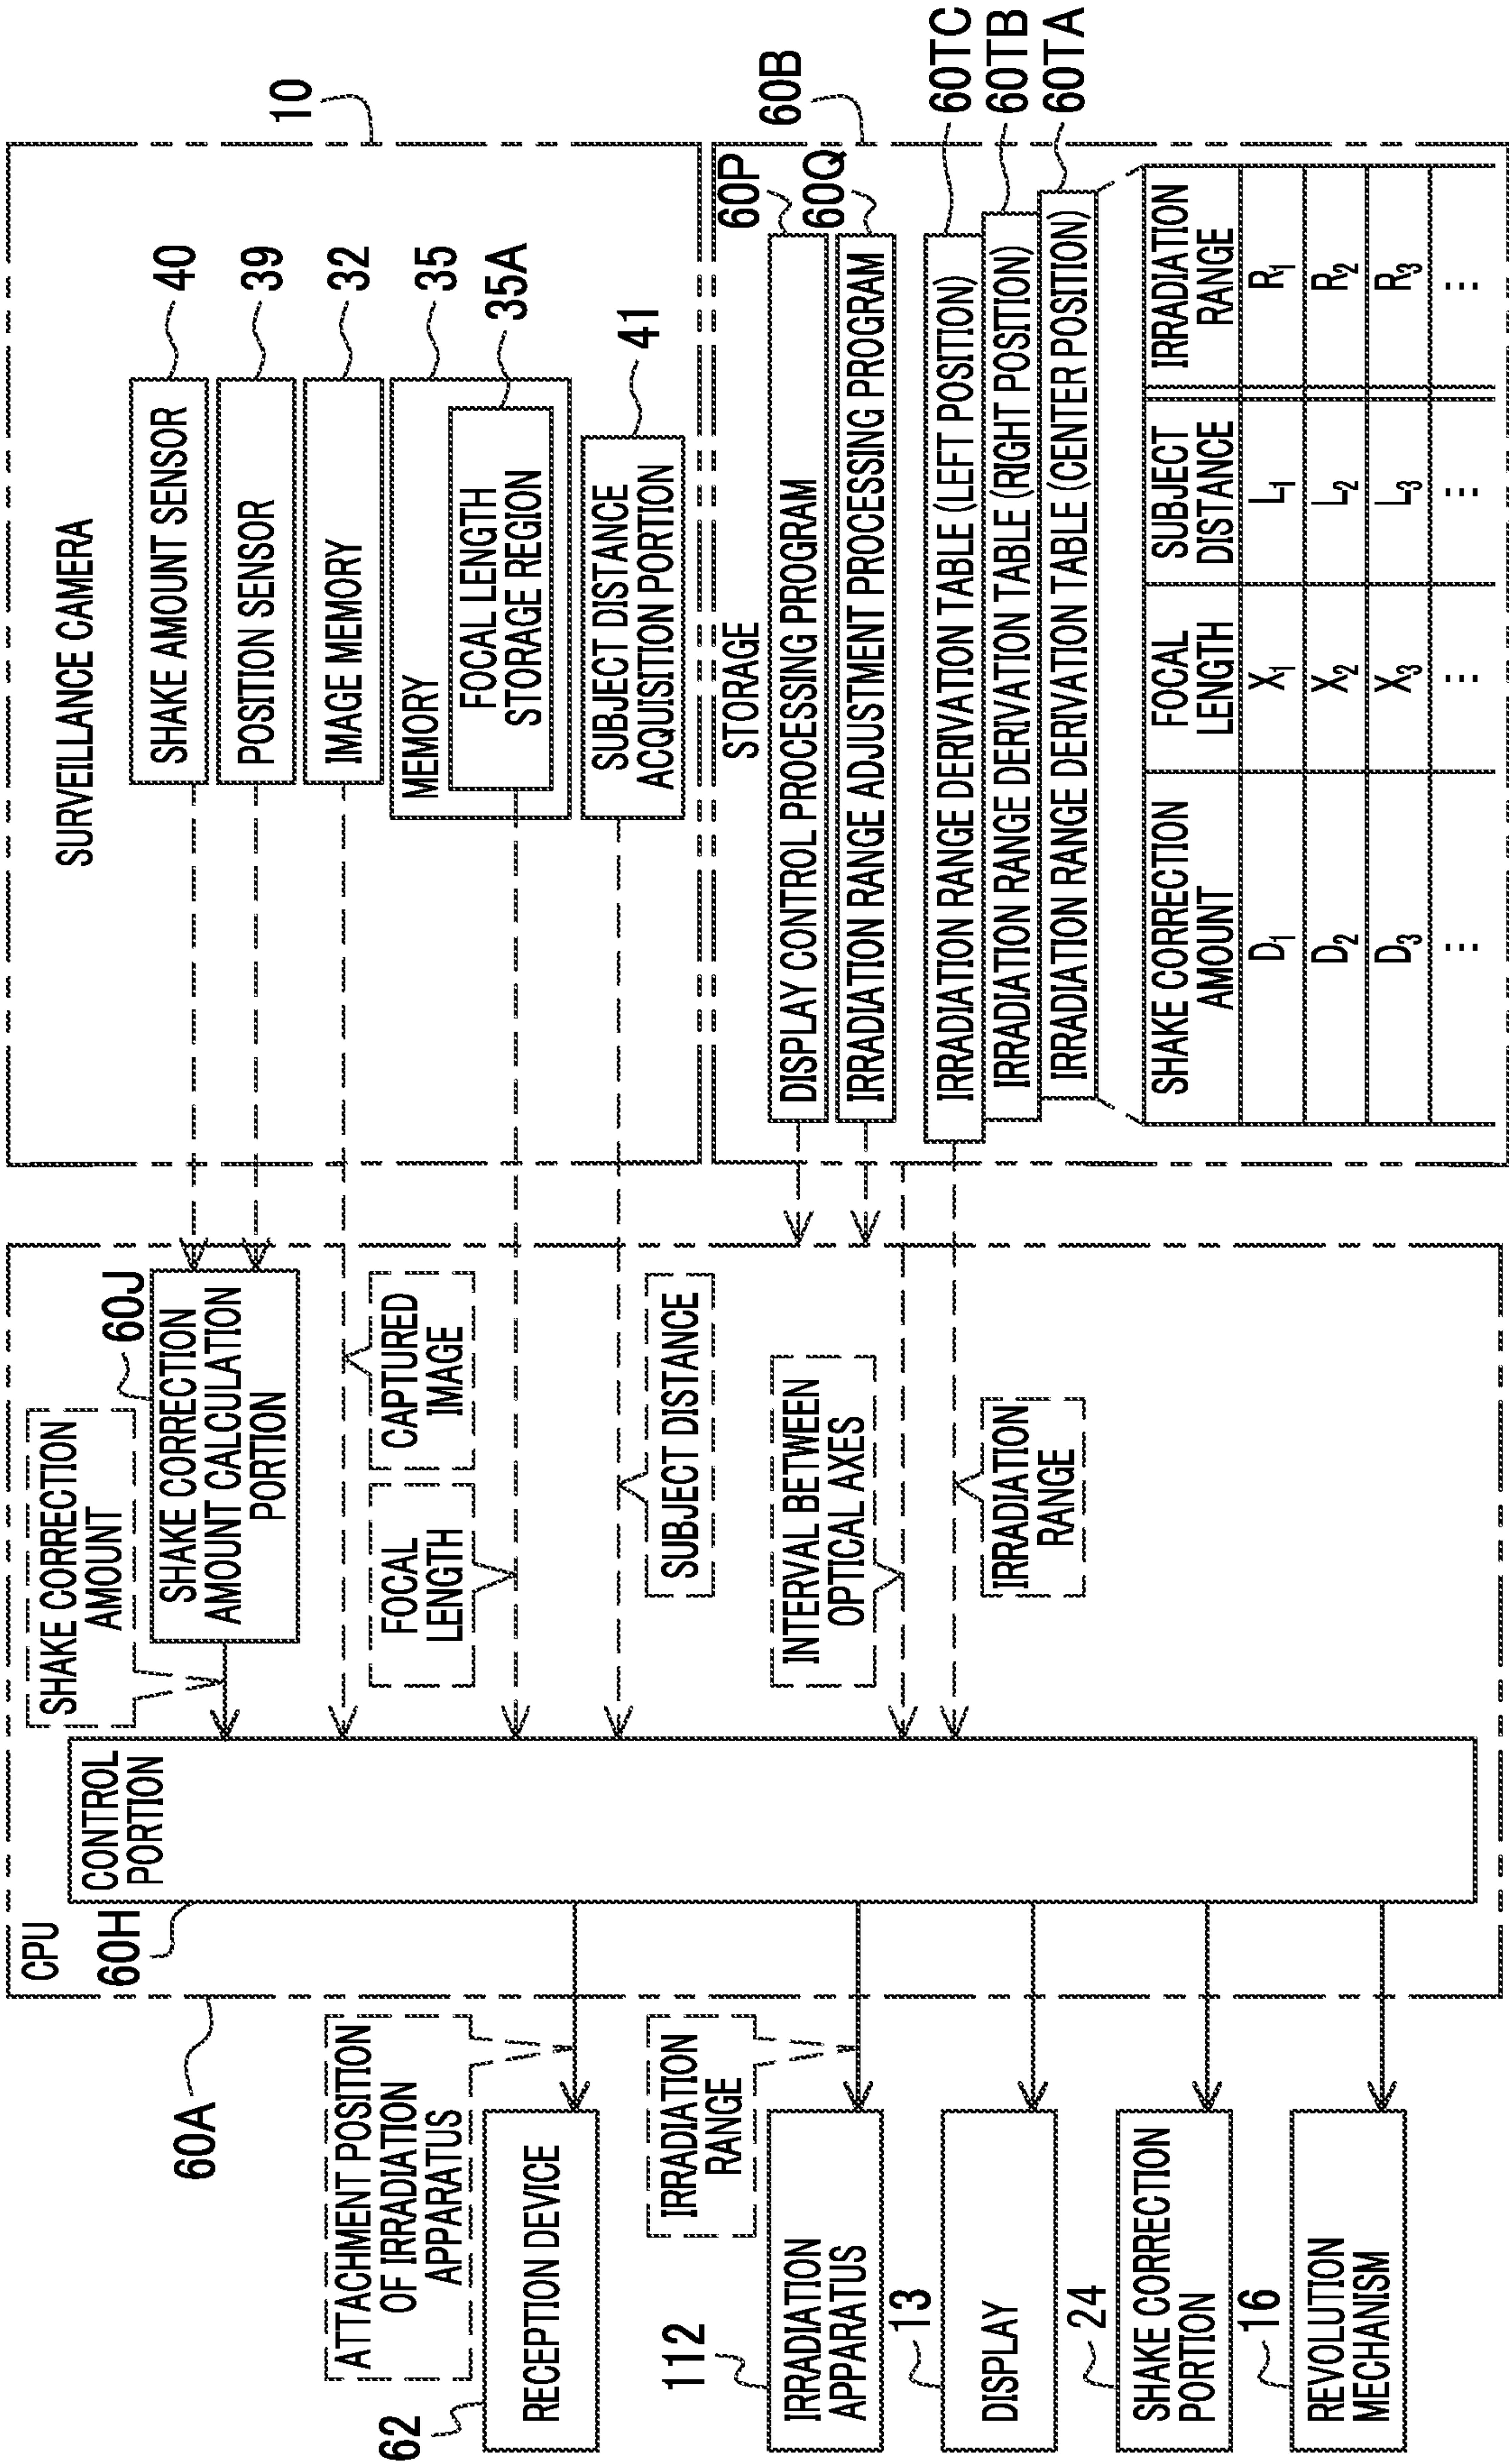 SURVEILLANCE CAMERA
10
SHAKE AMOUNT SENSOR
40
POSITION SENSOR
39
IMAGE MEMORY
32
MEMORY
35
FOCAL LENGTH
STORAGE REGION
35A
SUBJECT DISTANCE
ACQUISITION PORTION
41
STORAGE
60B
DISPLAY CONTROL PROCESSING PROGRAM
60P
IRRADIATION RANGE ADJUSTMENT PROCESSING PROGRAM
60Q
IRRADIATION RANGE DERIVATION TABLE (LEFT POSITION)
60TC
IRRADIATION RANGE DERIVATION TABLE (RIGHT POSITION)
60TB
IRRADIATION RANGE DERIVATION TABLE (CENTER POSITION)
60TA
SHAKE CORRECTION
AMOUNT
FOCAL
LENGTH
SUBJECT
DISTANCE
IRRADIATION
RANGE
D1 X1 L1 R1
D2 X2 L2 R2
D3 X3 L3 R3
⋮ ⋮ ⋮ ⋮
CPU
60A
CONTROL
PORTION
60H
SHAKE CORRECTION
AMOUNT
SHAKE CORRECTION
AMOUNT CALCULATION
PORTION
60J
CAPTURED
IMAGE
FOCAL
LENGTH
SUBJECT DISTANCE
INTERVAL BETWEEN
OPTICAL AXES
IRRADIATION
RANGE
ATTACHMENT POSITION
OF IRRADIATION
APPARATUS
RECEPTION DEVICE
62
IRRADIATION
RANGE
IRRADIATION
APPARATUS
112
DISPLAY
13
SHAKE CORRECTION
PORTION
24
REVOLUTION
MECHANISM
16